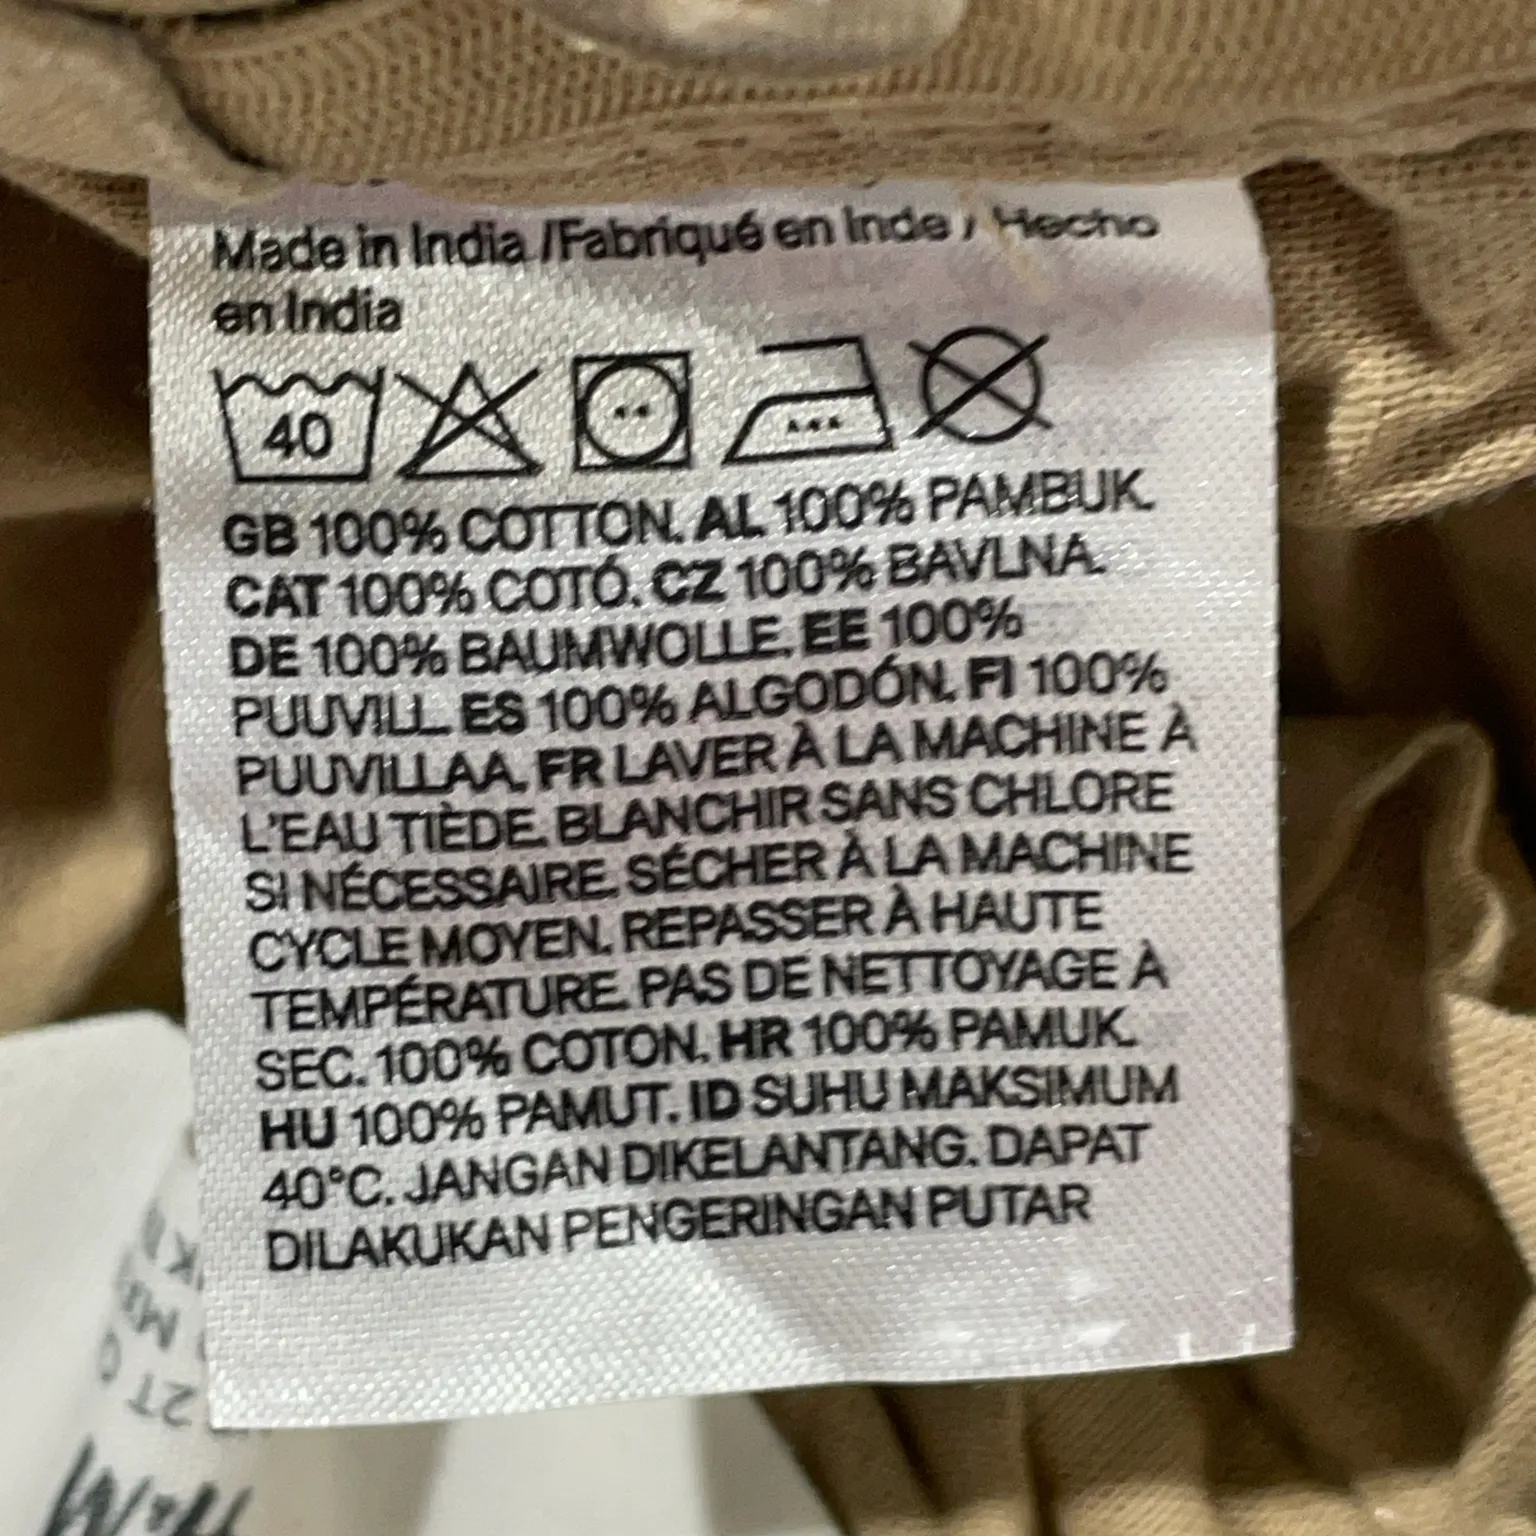 Made in India /Fabriqué en Inde / Hecho
en India
40
GB 100% COTTON. AL 100% PAMBUK.
CAT 100% COTÓ. CZ 100% BAVLNA.
DE 100% BAUMWOLLE. EE 100%
PUUVILL. ES 100% ALGODÓN. FI 100%
PUUVILLAA. FR LAVER À LA MACHINE À
L'EAU TIÈDE. BLANCHIR SANS CHLORE
SI NÉCESSAIRE. SÉCHER À LA MACHINE
CYCLE MOYEN. REPASSER À HAUTE
TEMPÉRATURE. PAS DE NETTOYAGE À
SEC. 100% COTON. HR 100% PAMUK.
HU 100% PAMUT. ID SUHU MAKSIMUM
40°C. JANGAN DIKELANTANG. DAPAT
DILAKUKAN PENGERINGAN PUTAR